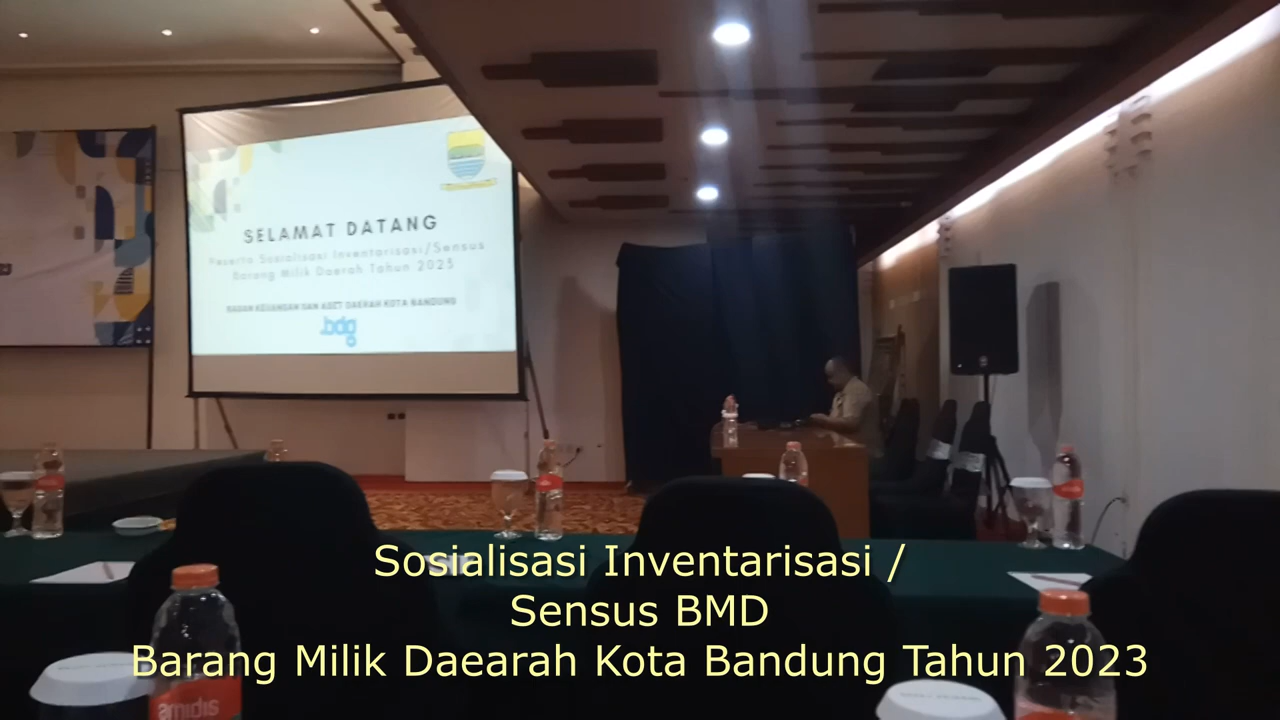 SELAMAT DATANG
Peserta Sosialisasi Inventarisasi/Sensus
Barang Milik Daerah Tahun 2023
BADAN KEUANGAN DAN ASET DAERAH KOTA BANDUNG
.bdg
Sosialisasi Inventarisasi /
Sensus BMD
Barang Milik Daearah Kota Bandung Tahun 2023
amidis